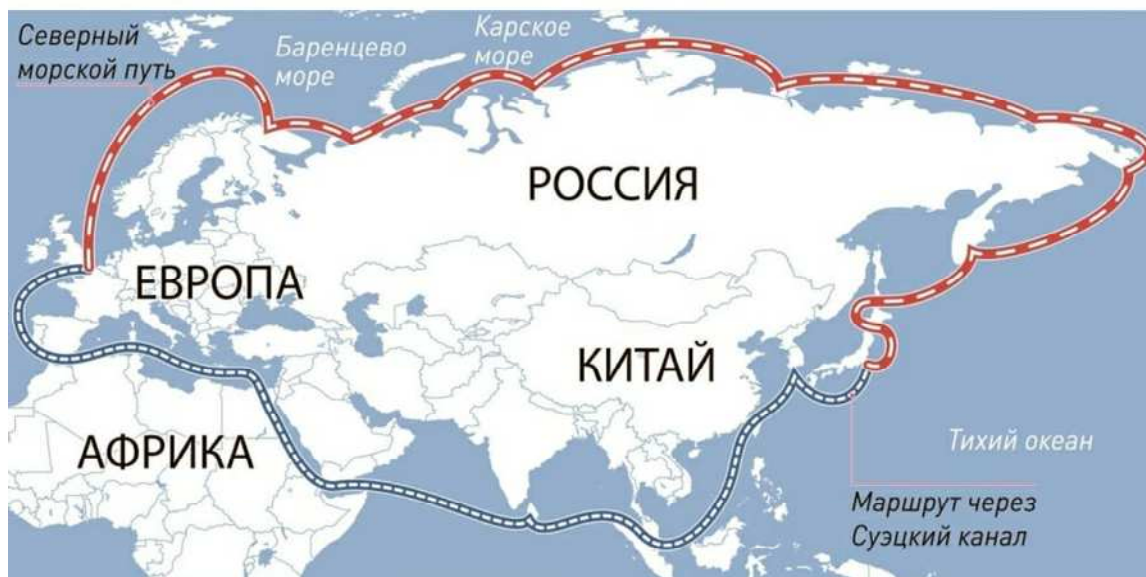 Северный
морской путь
Баренцево
море
Карское
море
РОССИЯ
ЕВРОПА
КИТАЙ
АФРИКА
Тихий океан
Маршрут через
Суэцкий канал